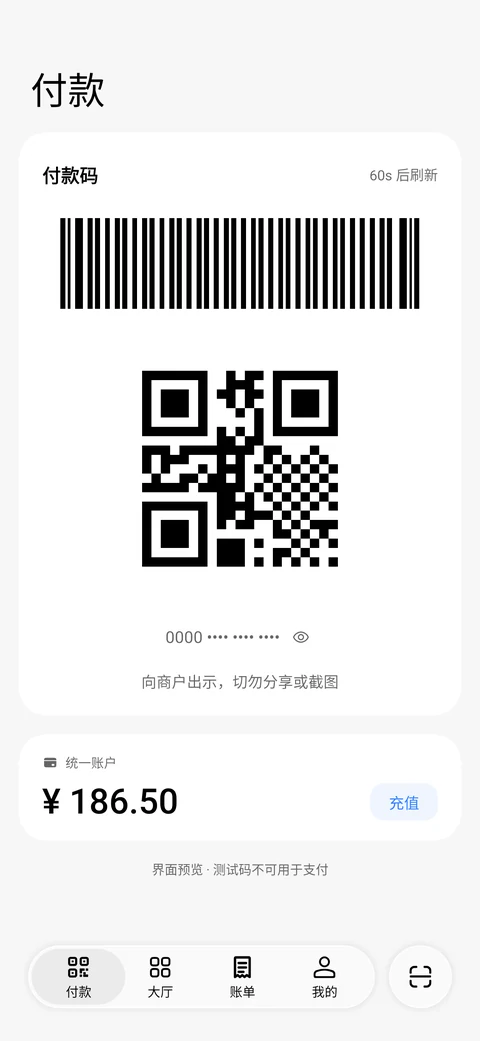 付款
付款码
60s 后刷新
0000 •••• •••• ••••
向商户出示，切勿分享或截图
统一账户
¥ 186.50
充值
界面预览 · 测试码不可用于支付
付款
大厅
账单
我的